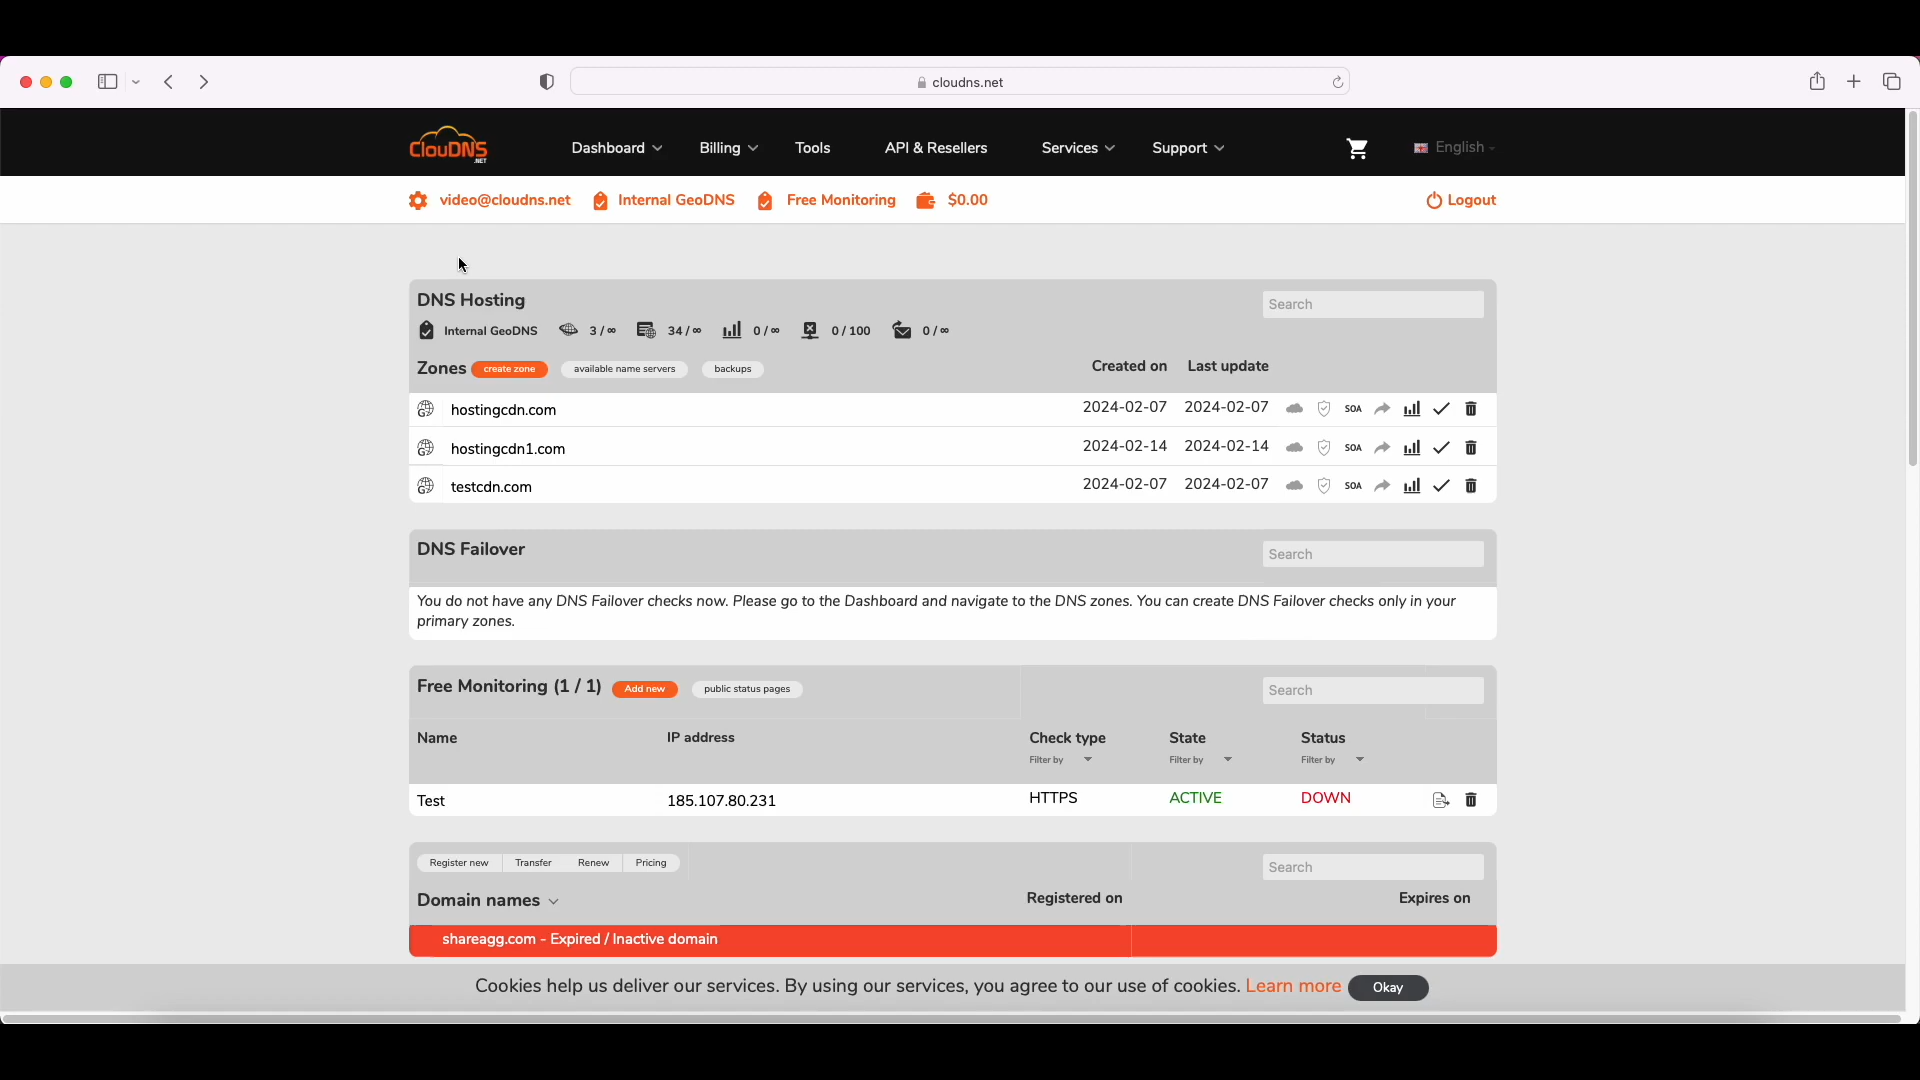 cloudns.net
ClouDNS
.NET
Dashboard Billing Tools API & Resellers Services Support English
video@cloudns.net Internal GeoDNS Free Monitoring $0.00 Logout
DNS Hosting Search
Internal GeoDNS 3 / ∞ 34 / ∞ 0 / ∞ 0 / 100 0 / ∞
Zones create zone available name servers backups Created on Last update
hostingcdn.com 2024-02-07 2024-02-07 SOA
hostingcdn1.com 2024-02-14 2024-02-14 SOA
testcdn.com 2024-02-07 2024-02-07 SOA
DNS Failover Search
You do not have any DNS Failover checks now. Please go to the Dashboard and navigate to the DNS zones. You can create DNS Failover checks only in your
primary zones.
Free Monitoring (1 / 1) Add new public status pages Search
Name IP address Check type State Status
Filter by Filter by Filter by
Test 185.107.80.231 HTTPS ACTIVE DOWN
Register new Transfer Renew Pricing Search
Domain names Registered on Expires on
shareagg.com - Expired / Inactive domain
Cookies help us deliver our services. By using our services, you agree to our use of cookies. Learn more Okay